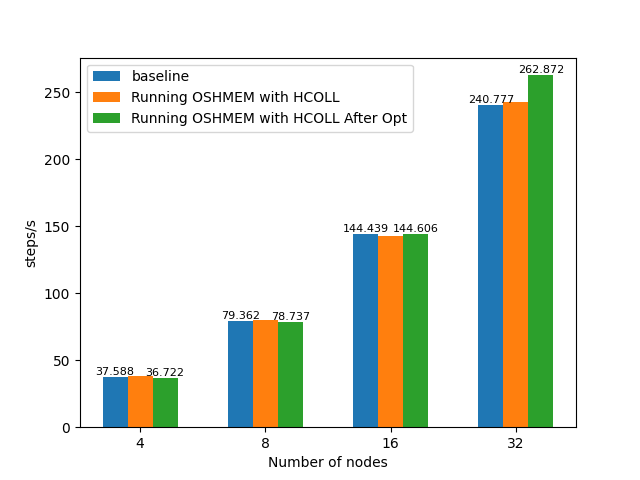 baseline
Running OSHMEM with HCOLL
Running OSHMEM with HCOLL After Opt
262.872
240.777
144.439 144.606
79.362 78.737
37.588 36.722
250
200
150
100
50
0
steps/s
4 8 16 32
Number of nodes